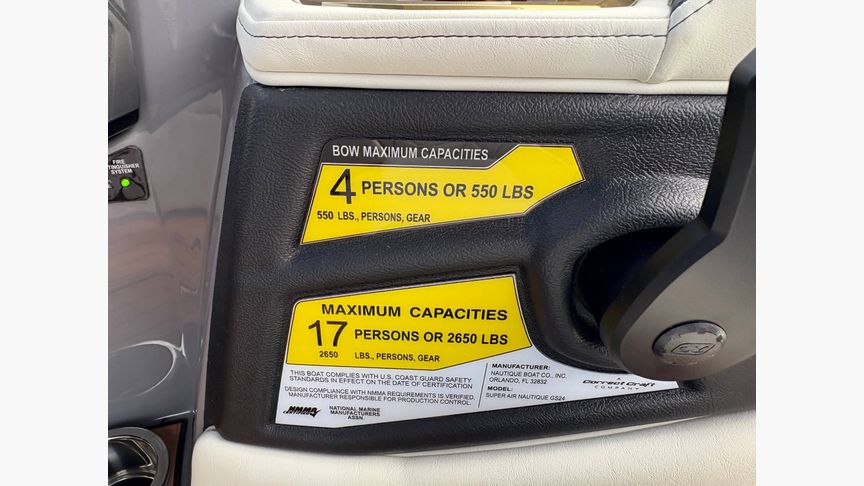 FIRE
EXTINGUISHER
SYSTEM
BOW MAXIMUM CAPACITIES
4 PERSONS OR 550 LBS
550 LBS., PERSONS, GEAR
MAXIMUM CAPACITIES
17 PERSONS OR 2650 LBS
2650 LBS., PERSONS, GEAR
THIS BOAT COMPLIES WITH U.S. COAST GUARD SAFETY
STANDARDS IN EFFECT ON THE DATE OF CERTIFICATION
DESIGN COMPLIANCE WITH NMMA REQUIREMENTS IS VERIFIED.
MANUFACTURER RESPONSIBLE FOR PRODUCTION CONTROL.
NMMA
CERTIFIED
NATIONAL MARINE
MANUFACTURERS
ASSN.
MANUFACTURER:
NAUTIQUE BOAT CO., INC.
ORLANDO, FL 32832
MODEL:
SUPER AIR NAUTIQUE GS24
Correct Craft
COMPANY